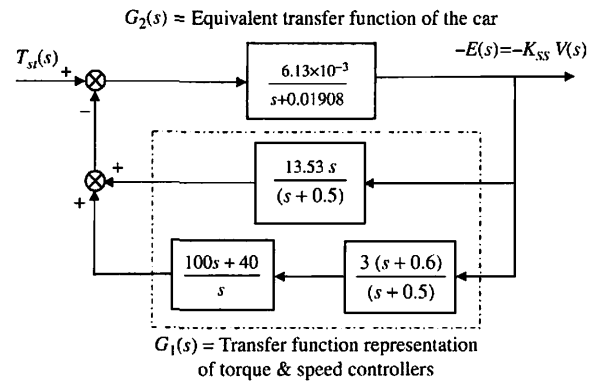 G₂(s) = Equivalent transfer function of the car
T_st(s)
+
−E(s)=−K_SS V(s)
6.13×10⁻³
s+0.01908
−
+
13.53 s
(s + 0.5)
+
100s + 40
s
3 (s + 0.6)
(s + 0.5)
G₁(s) = Transfer function representation
of torque & speed controllers